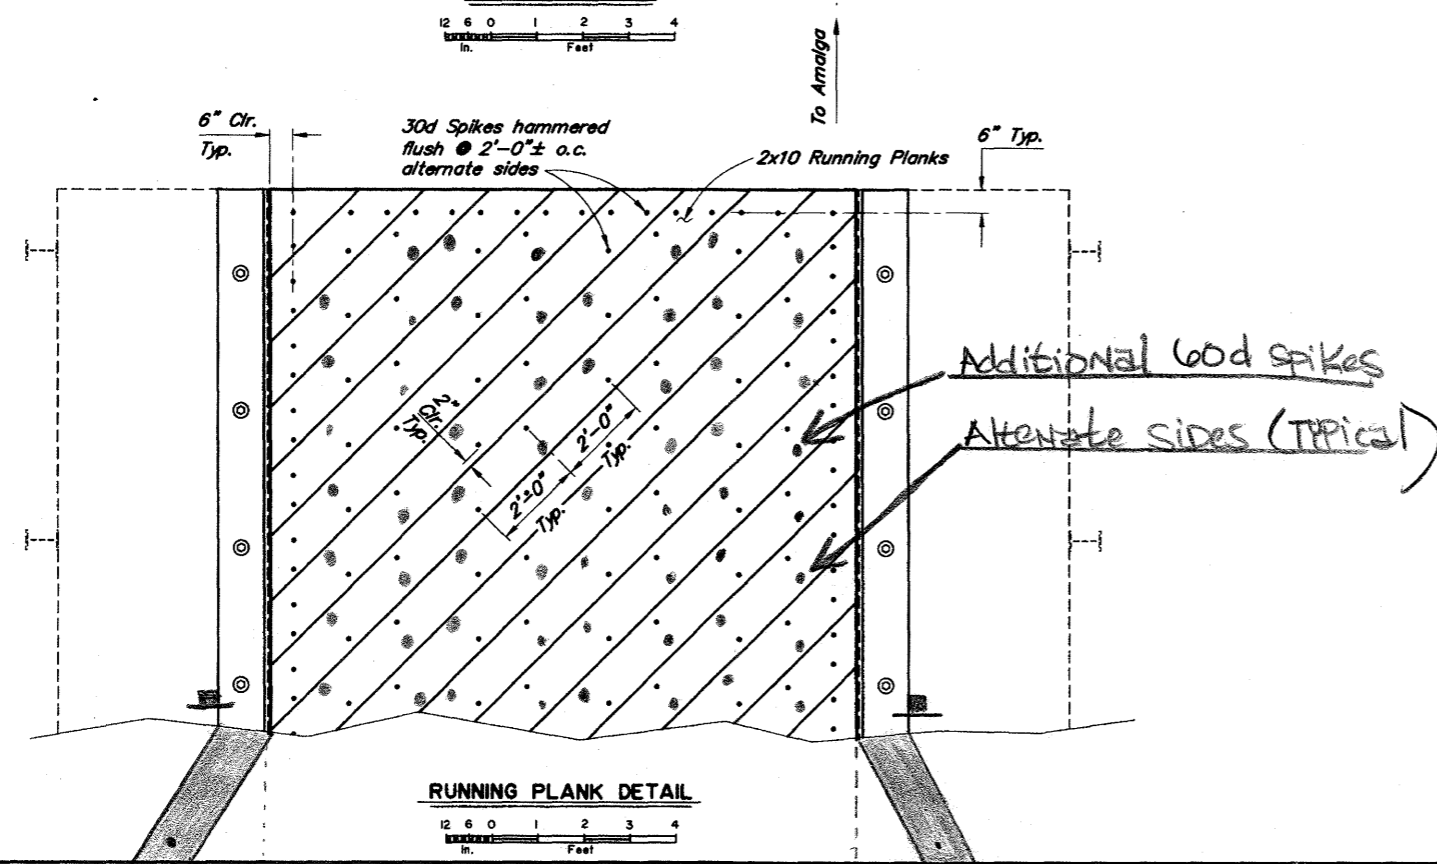 12 6 0 1 2 3 4
In. Feet
To Amalga
6" Clr.
Typ.
30d Spikes hammered
flush @ 2'-0"± o.c.
alternate sides
2x10 Running Planks
6" Typ.
Additional 60d Spikes
Alternate Sides (Typical)
2"
Clr.
Typ.
2'-0"
Typ.
2'±0"
Typ.
RUNNING PLANK DETAIL
12 6 0 1 2 3 4
In. Feet